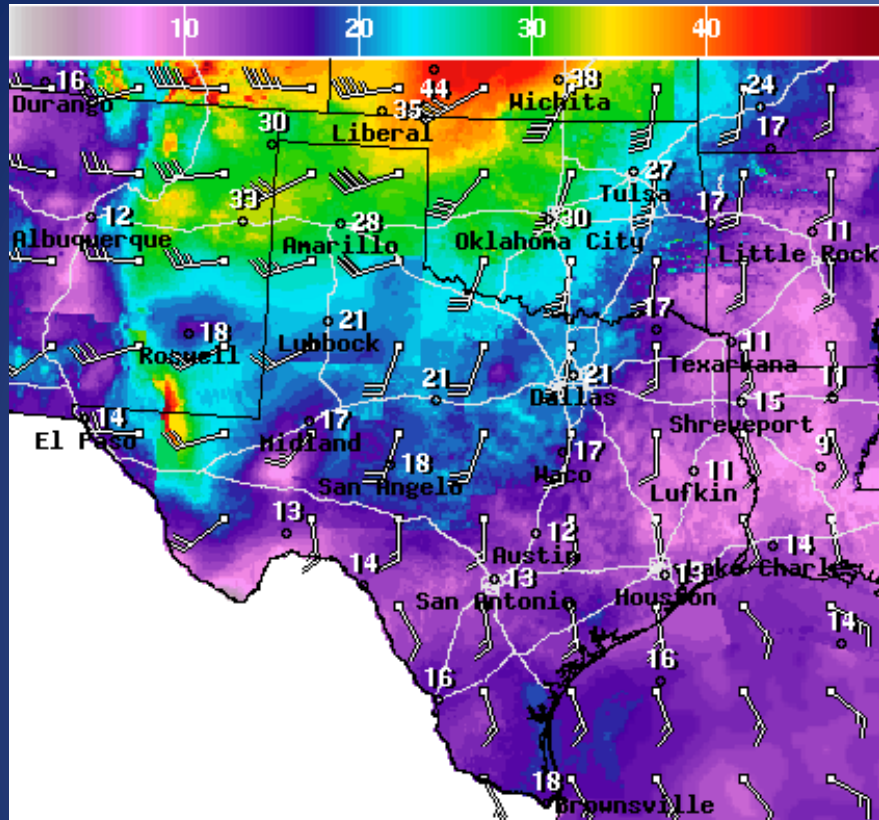 10 20 30 40
16
Durango
44
38
Wichita
24
35
Liberal
30
17
27
Tulsa
12
Albuquerque
33
28
Amarillo
30
Oklahoma City
17
11
Little Rock
18
Roswell
21
Lubbock
17
11
Texarkana
21
21
Dallas
15
Shreveport
11
14
El Paso
17
Midland
18
San Angelo
17
Waco
11
Lufkin
9
13
12
Austin
14
Lake Charles
14
13
San Antonio
13
Houston
14
16
16
18
Brownsville